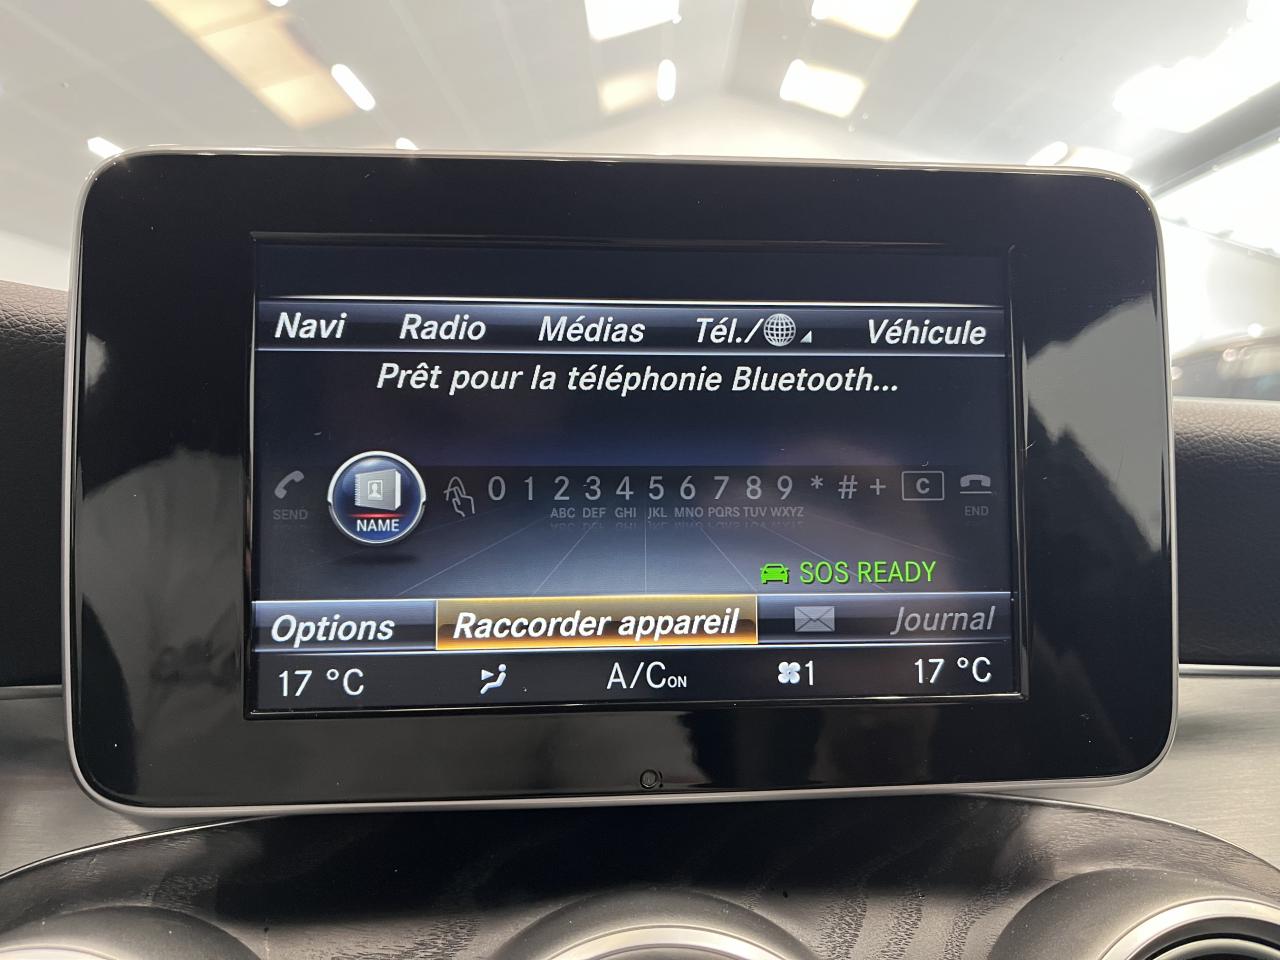 Navi Radio Médias Tél./ Véhicule
Prêt pour la téléphonie Bluetooth...
SEND NAME 0 1 2 3 4 5 6 7 8 9 * # + C END
ABC DEF GHI JKL MNO PQRS TUV WXYZ
SOS READY
Options Raccorder appareil Journal
17 °C A/C ON 1 17 °C